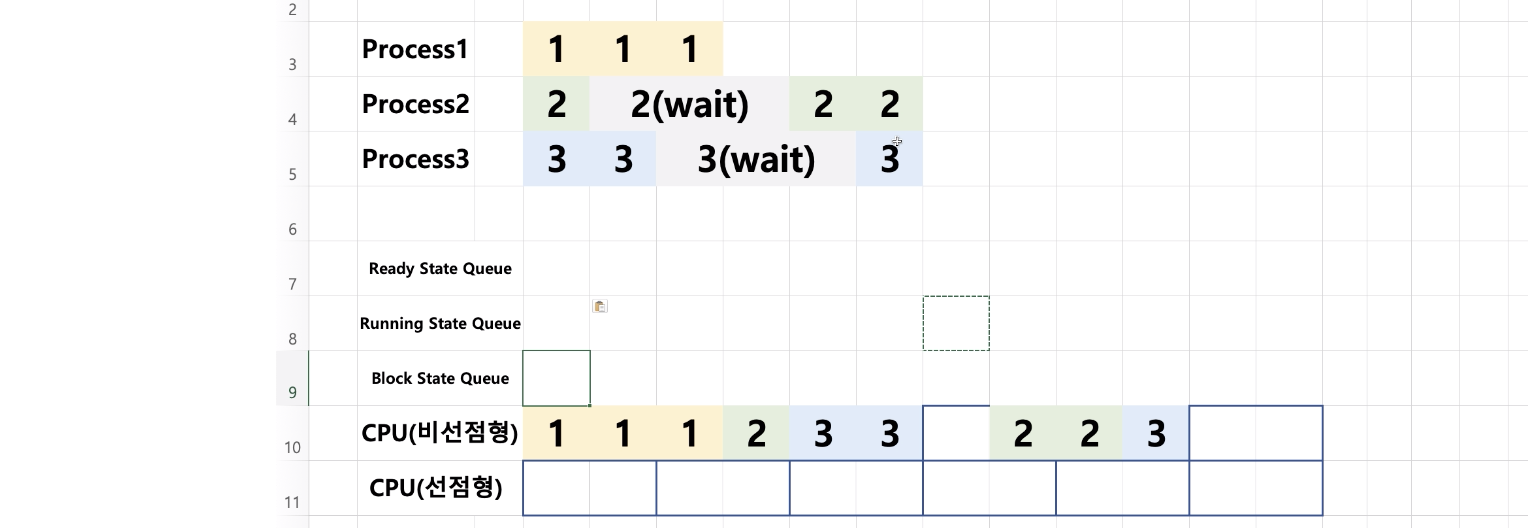 2
3 Process1 1 1 1
4 Process2 2 2(wait) 2 2
5 Process3 3 3 3(wait) 3
6
7 Ready State Queue
8 Running State Queue
9 Block State Queue
10 CPU(비선점형) 1 1 1 2 3 3 2 2 3
11 CPU(선점형)